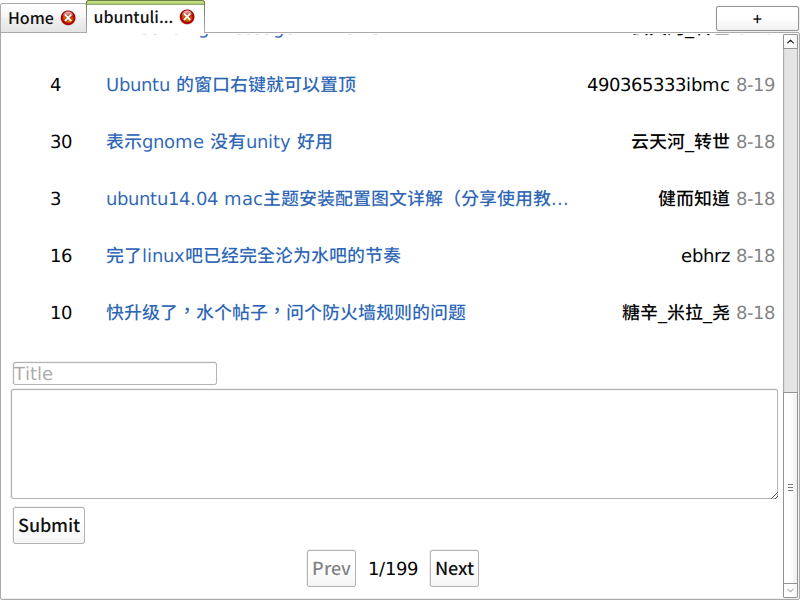 Home
ubuntuli...
+
4 Ubuntu 的窗口右键就可以置顶 490365333ibmc 8-19
30 表示gnome 没有unity 好用 云天河_转世 8-18
3 ubuntu14.04 mac主题安装配置图文详解（分享使用教... 健而知道 8-18
16 完了linux吧已经完全沦为水吧的节奏 ebhrz 8-18
10 快升级了，水个帖子，问个防火墙规则的问题 糖辛_米拉_尧 8-18
Title
Submit
Prev 1/199 Next